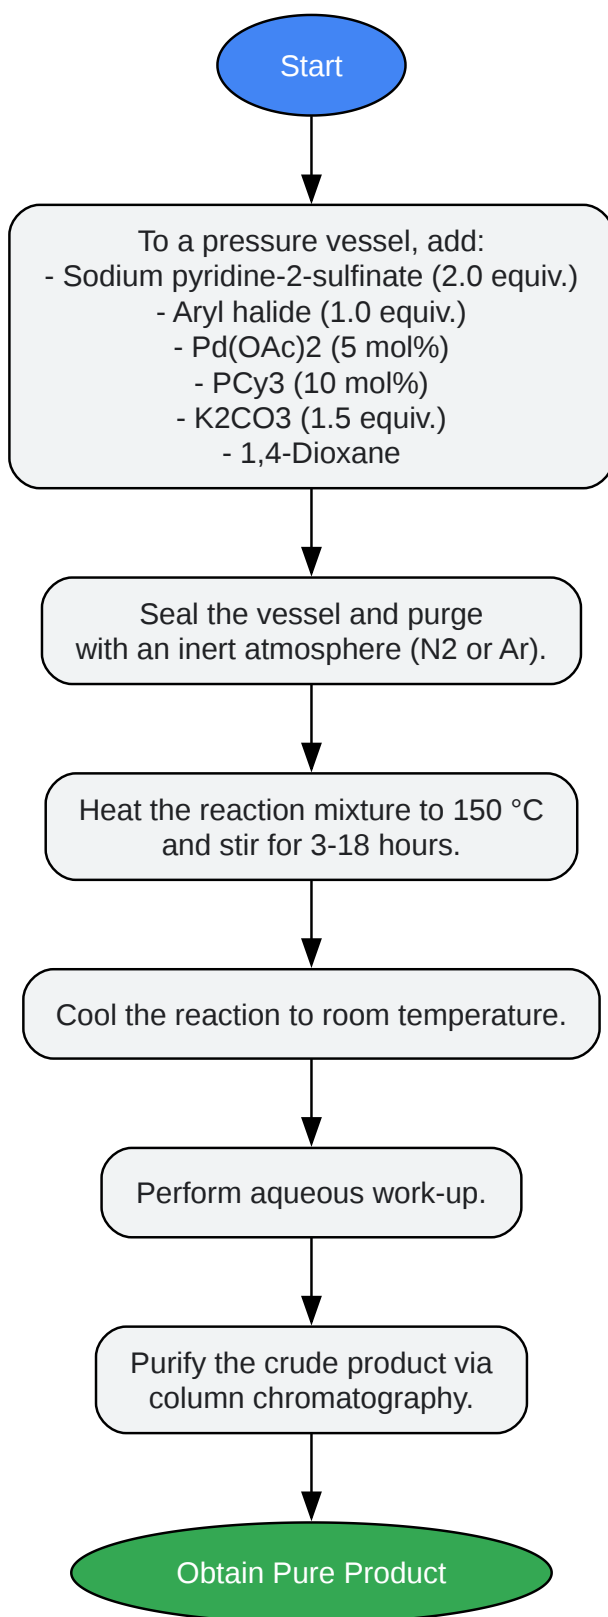 Start
To a pressure vessel, add:
- Sodium pyridine-2-sulfinate (2.0 equiv.)
- Aryl halide (1.0 equiv.)
- Pd(OAc)2 (5 mol%)
- PCy3 (10 mol%)
- K2CO3 (1.5 equiv.)
- 1,4-Dioxane
Seal the vessel and purge
with an inert atmosphere (N2 or Ar).
Heat the reaction mixture to 150 °C
and stir for 3-18 hours.
Cool the reaction to room temperature.
Perform aqueous work-up.
Purify the crude product via
column chromatography.
Obtain Pure Product